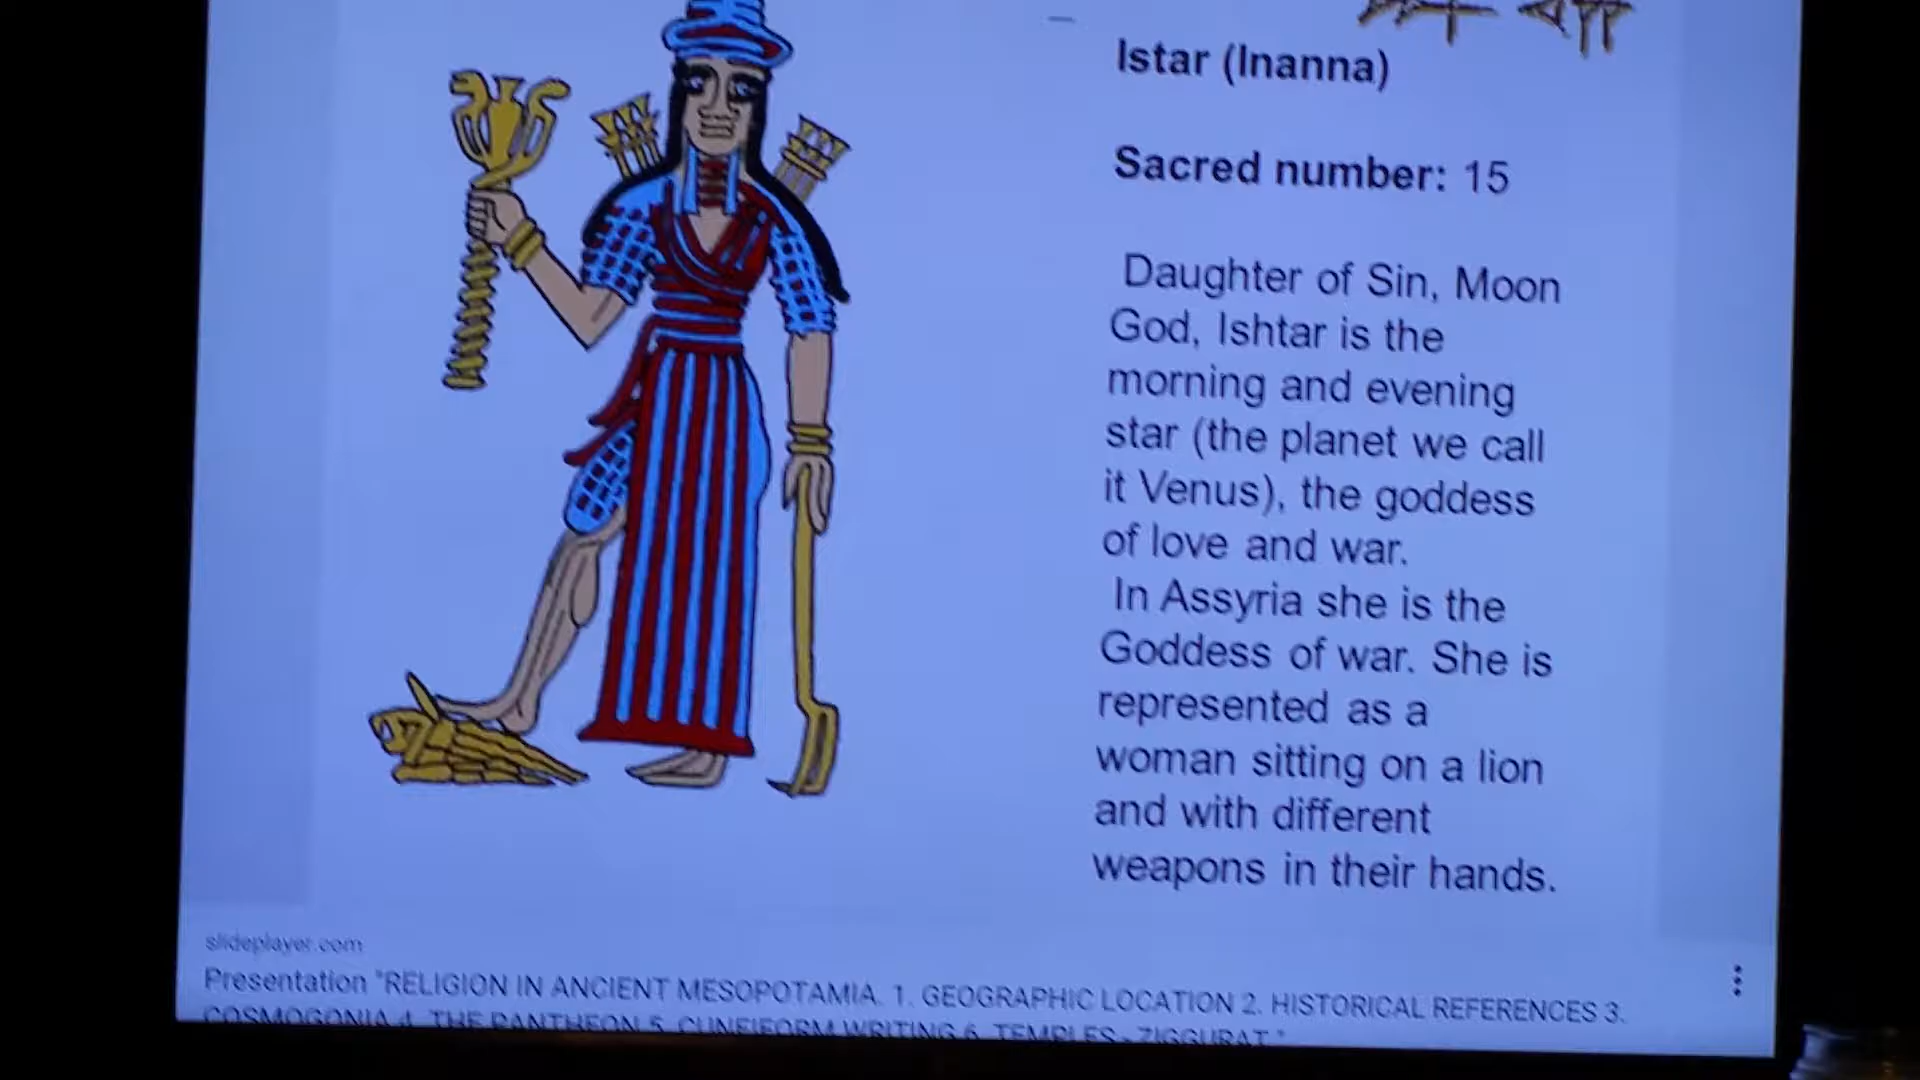 Istar (Inanna)
Sacred number: 15
Daughter of Sin, Moon
God, Ishtar is the
morning and evening
star (the planet we call
it Venus), the goddess
of love and war.
In Assyria she is the
Goddess of war. She is
represented as a
woman sitting on a lion
and with different
weapons in their hands.
slideplayer.com
Presentation "RELIGION IN ANCIENT MESOPOTAMIA. 1. GEOGRAPHIC LOCATION 2. HISTORICAL REFERENCES 3.
COSMOGONIA 4. THE PANTHEON 5. CUNEIFORM WRITING 6. TEMPLES - ZIGGURAT."